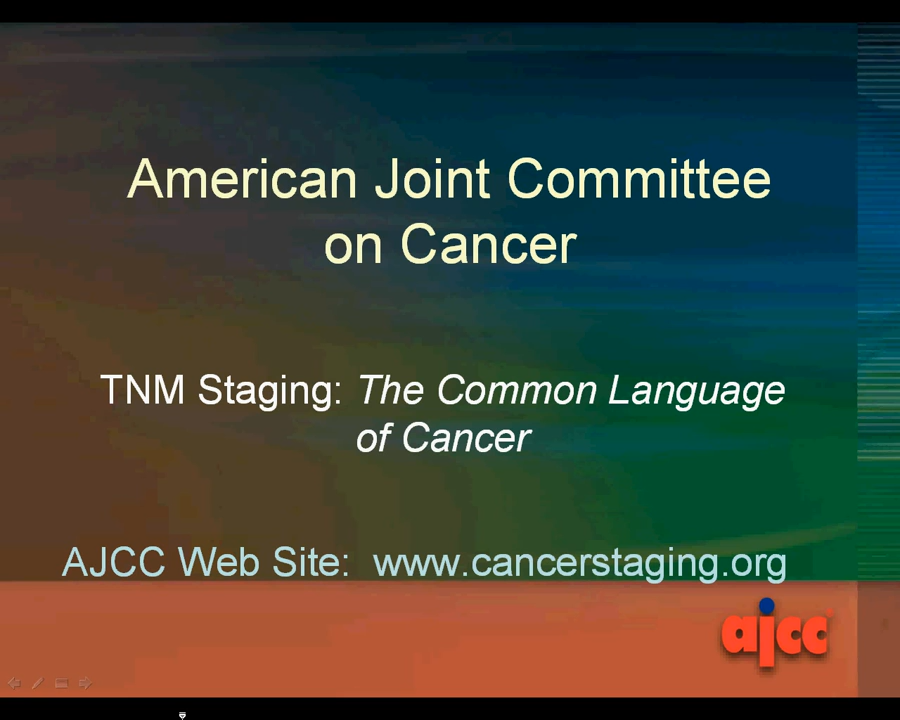 American Joint Committee
on Cancer
TNM Staging: The Common Language
of Cancer
AJCC Web Site: www.cancerstaging.org
ajcc